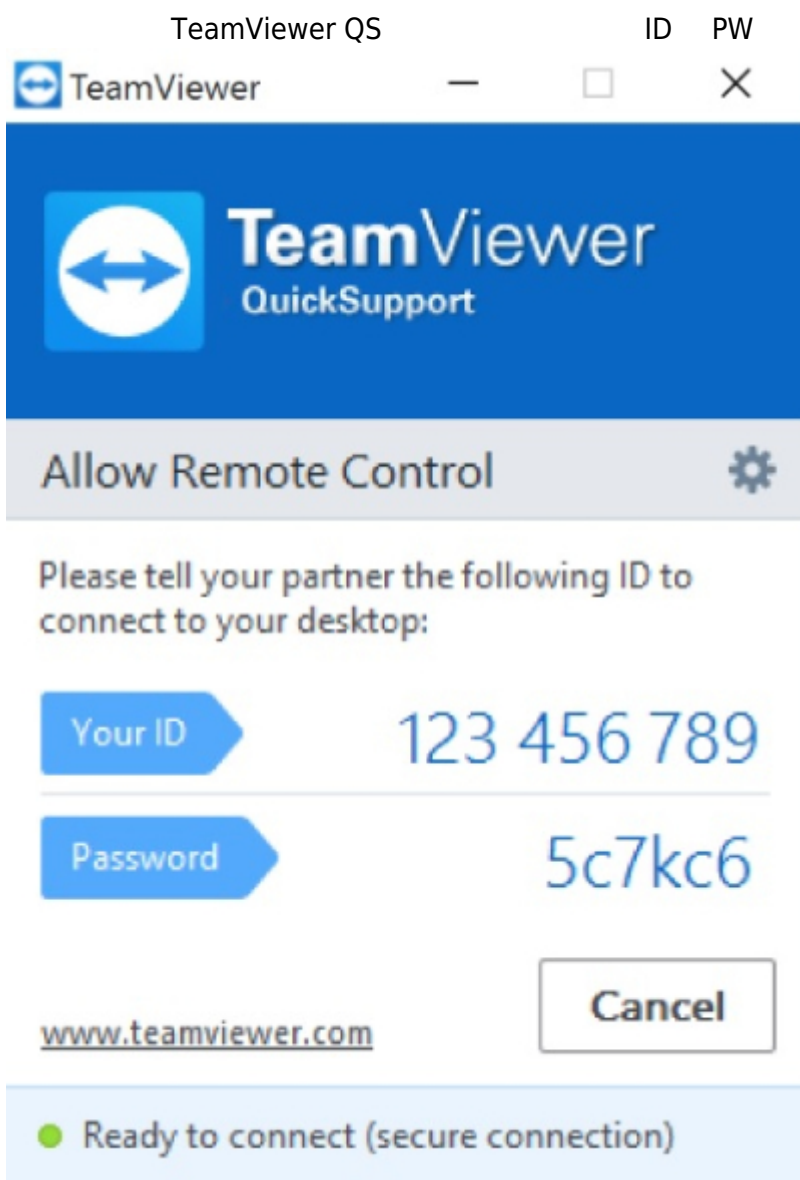 TeamViewer QS ID PW
TeamViewer
TeamViewer
QuickSupport
Allow Remote Control
Please tell your partner the following ID to
connect to your desktop:
Your ID 123 456 789
Password 5c7kc6
Cancel
www.teamviewer.com
Ready to connect (secure connection)